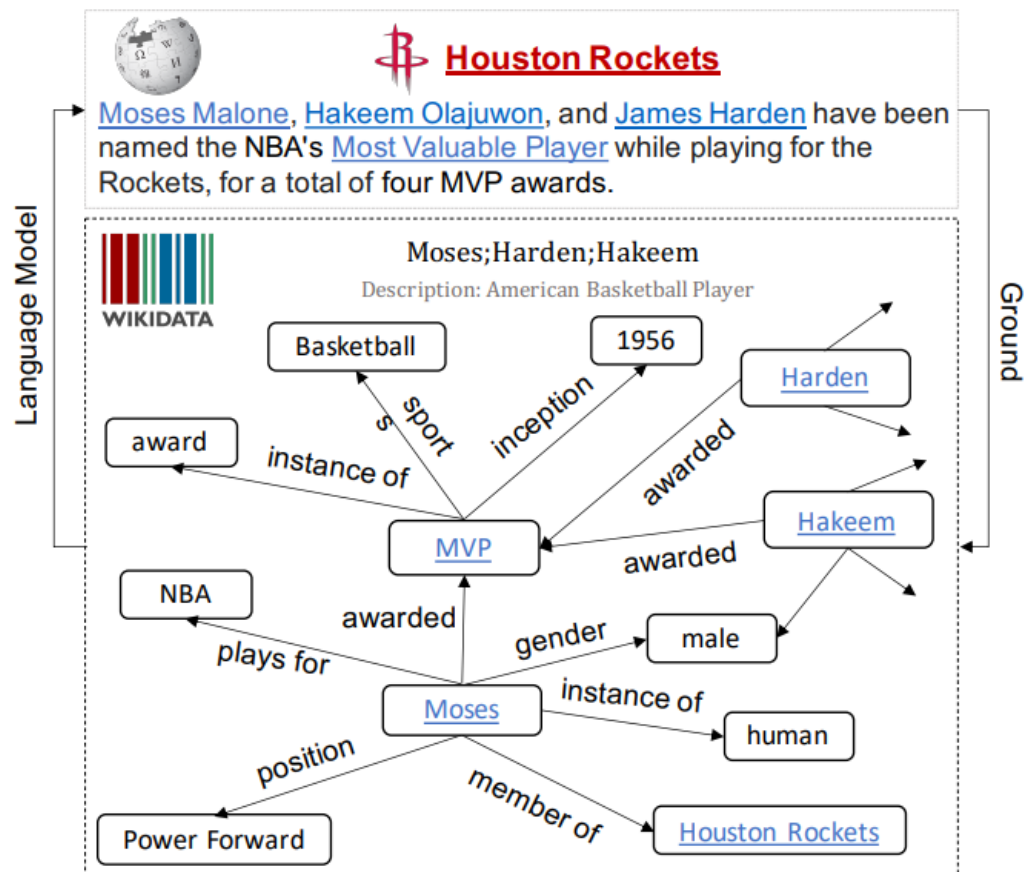 Houston Rockets
Moses Malone, Hakeem Olajuwon, and James Harden have been
named the NBA's Most Valuable Player while playing for the
Rockets, for a total of four MVP awards.
Language Model
Ground
WIKIDATA
Moses;Harden;Hakeem
Description: American Basketball Player
Basketball
1956
Harden
award
sport
s
inception
instance of
awarded
Hakeem
MVP
awarded
NBA
awarded
plays for
gender
male
Moses
instance of
human
position
member of
Power Forward
Houston Rockets